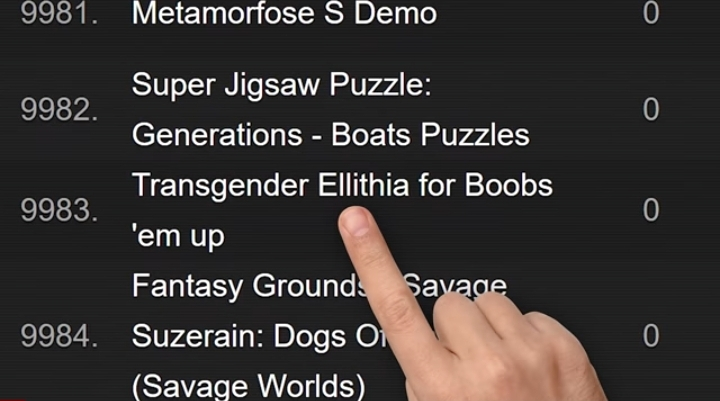 9981. Metamorfose S Demo 0
Super Jigsaw Puzzle:
9982. 0
Generations - Boats Puzzles
Transgender Ellithia for Boobs
9983. 0
'em up
Fantasy Grounds Savage
9984. Suzerain: Dogs Of 0
(Savage Worlds)